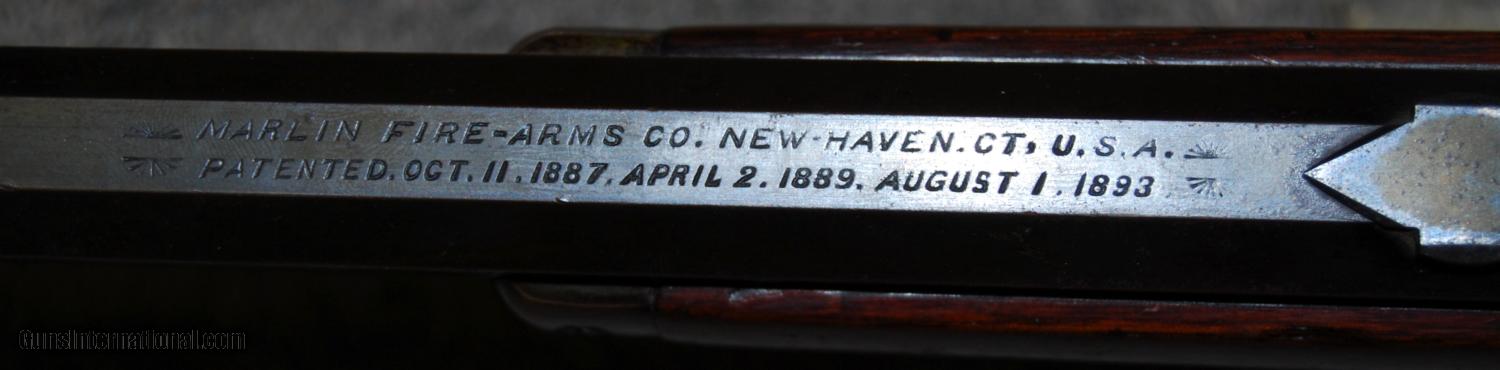 MARLIN FIRE-ARMS CO. NEW-HAVEN. CT, U.S.A.
PATENTED. OCT. 11. 1887. APRIL 2. 1889. AUGUST 1. 1893
GunsInternational.com